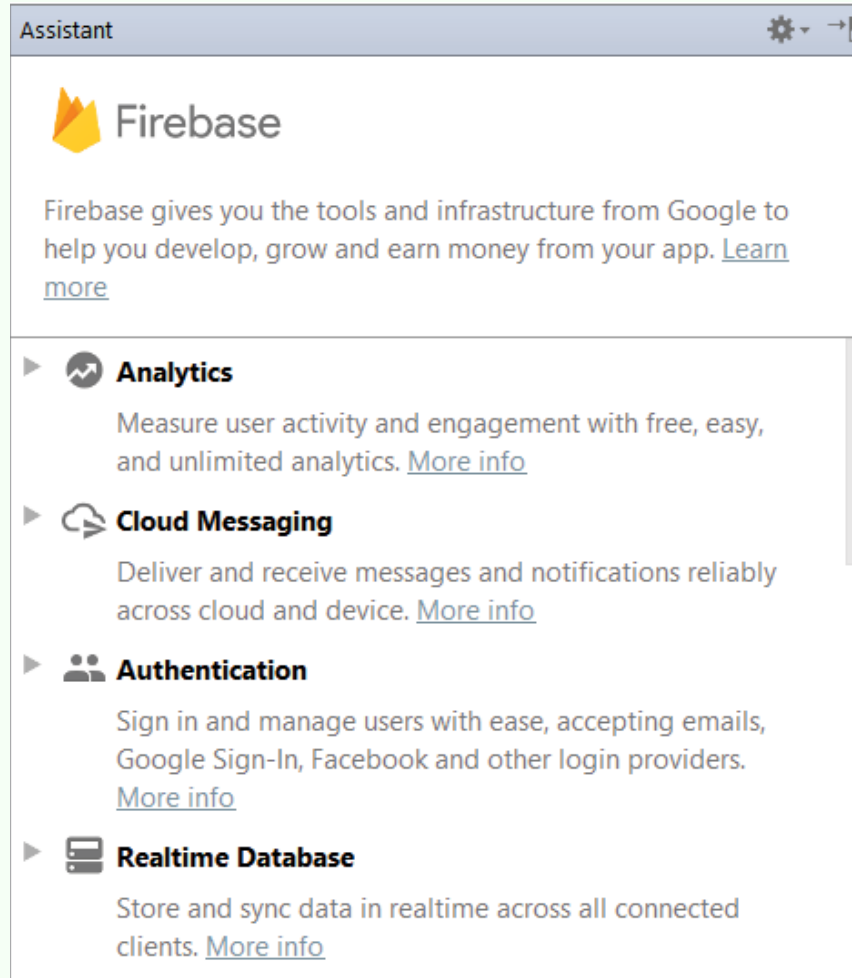 Assistant
Firebase
Firebase gives you the tools and infrastructure from Google to
help you develop, grow and earn money from your app. Learn
more
Analytics
Measure user activity and engagement with free, easy,
and unlimited analytics. More info
Cloud Messaging
Deliver and receive messages and notifications reliably
across cloud and device. More info
Authentication
Sign in and manage users with ease, accepting emails,
Google Sign-In, Facebook and other login providers.
More info
Realtime Database
Store and sync data in realtime across all connected
clients. More info